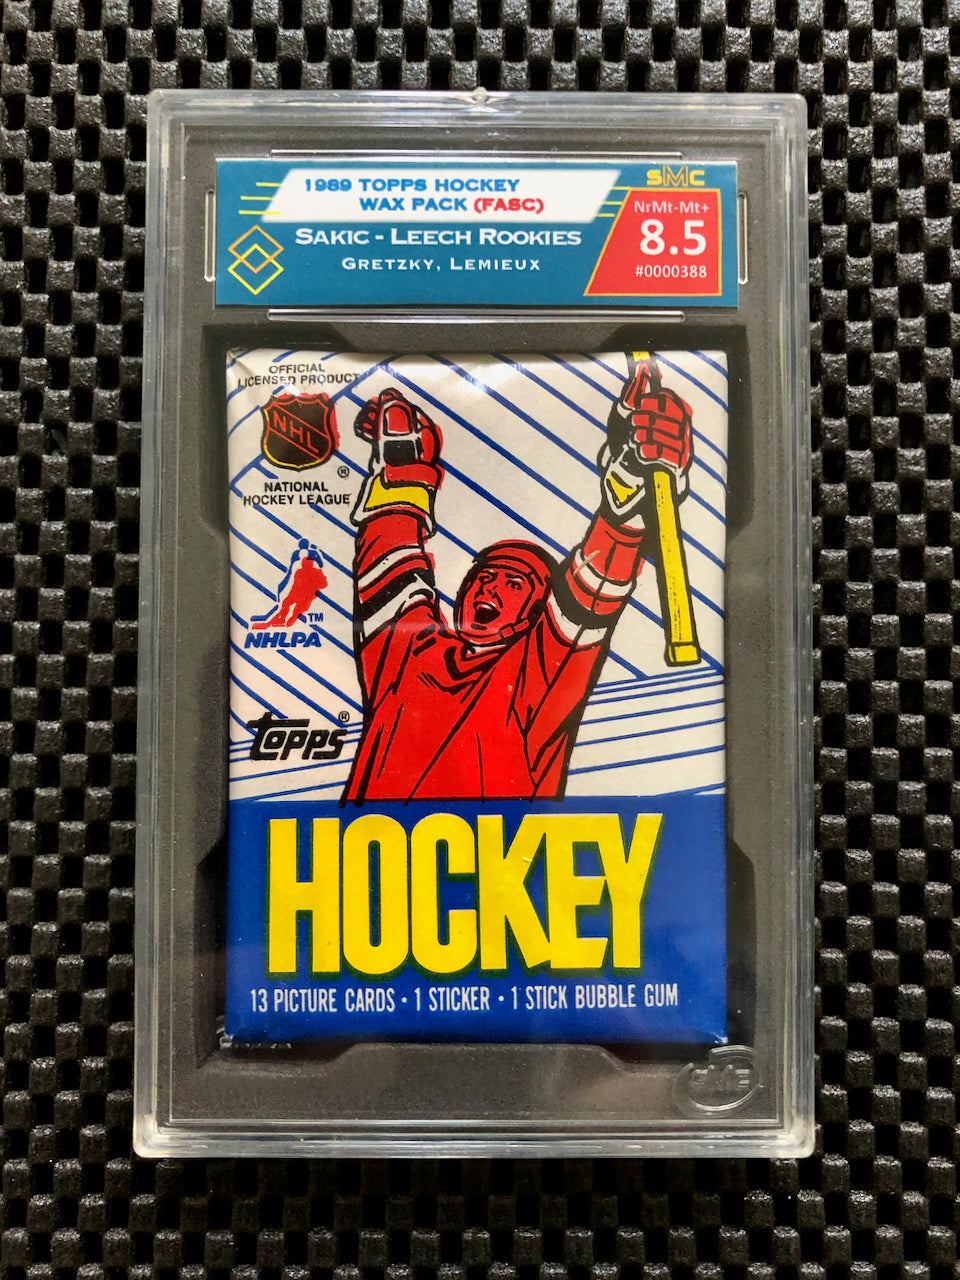 1989 TOPPS HOCKEY
WAX PACK (FASC)
SAKIC - LEECH ROOKIES
GRETZKY, LEMIEUX
SMC
NrMt-Mt+
8.5
#0000388
OFFICIAL
LICENSED PRODUCT
NHL
®
NATIONAL
HOCKEY LEAGUE
TM
NHLPA
®
TOPPS
HOCKEY
13 PICTURE CARDS • 1 STICKER • 1 STICK BUBBLE GUM